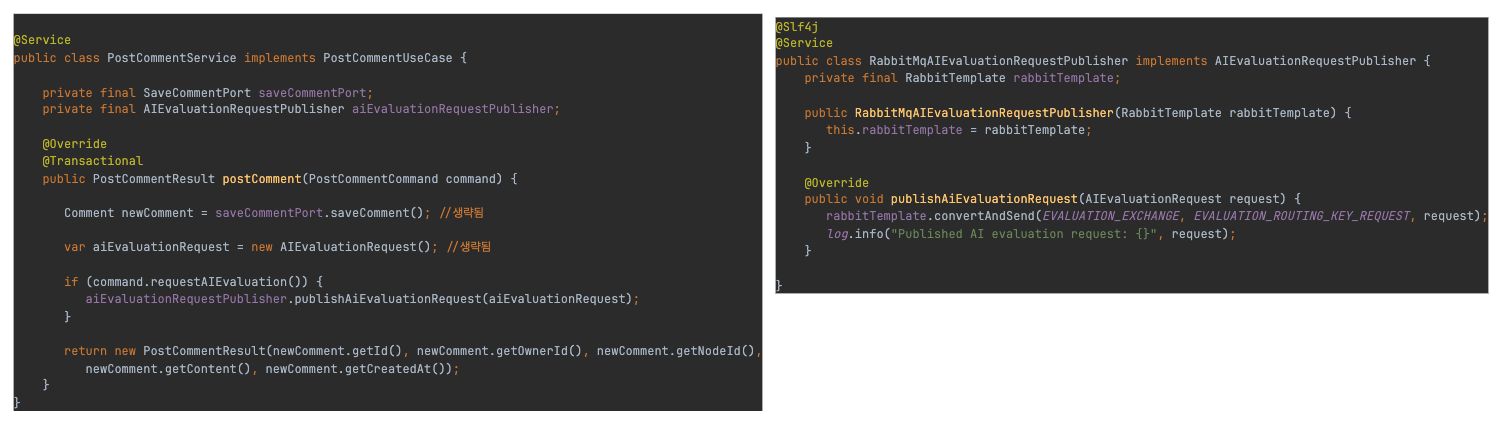 @Service
public class PostCommentService implements PostCommentUseCase {
private final SaveCommentPort saveCommentPort;
private final AIEvaluationRequestPublisher aiEvaluationRequestPublisher;
@Override
@Transactional
public PostCommentResult postComment(PostCommentCommand command) {
Comment newComment = saveCommentPort.saveComment(); //생략됨
var aiEvaluationRequest = new AIEvaluationRequest(); //생략됨
if (command.requestAIEvaluation()) {
aiEvaluationRequestPublisher.publishAiEvaluationRequest(aiEvaluationRequest);
}
return new PostCommentResult(newComment.getId(), newComment.getOwnerId(), newComment.getNodeId(),
newComment.getContent(), newComment.getCreatedAt());
}
}
@Slf4j
@Service
public class RabbitMqAIEvaluationRequestPublisher implements AIEvaluationRequestPublisher {
private final RabbitTemplate rabbitTemplate;
public RabbitMqAIEvaluationRequestPublisher(RabbitTemplate rabbitTemplate) {
this.rabbitTemplate = rabbitTemplate;
}
@Override
public void publishAiEvaluationRequest(AIEvaluationRequest request) {
rabbitTemplate.convertAndSend(EVALUATION_EXCHANGE, EVALUATION_ROUTING_KEY_REQUEST, request);
log.info("Published AI evaluation request: {}", request);
}
}